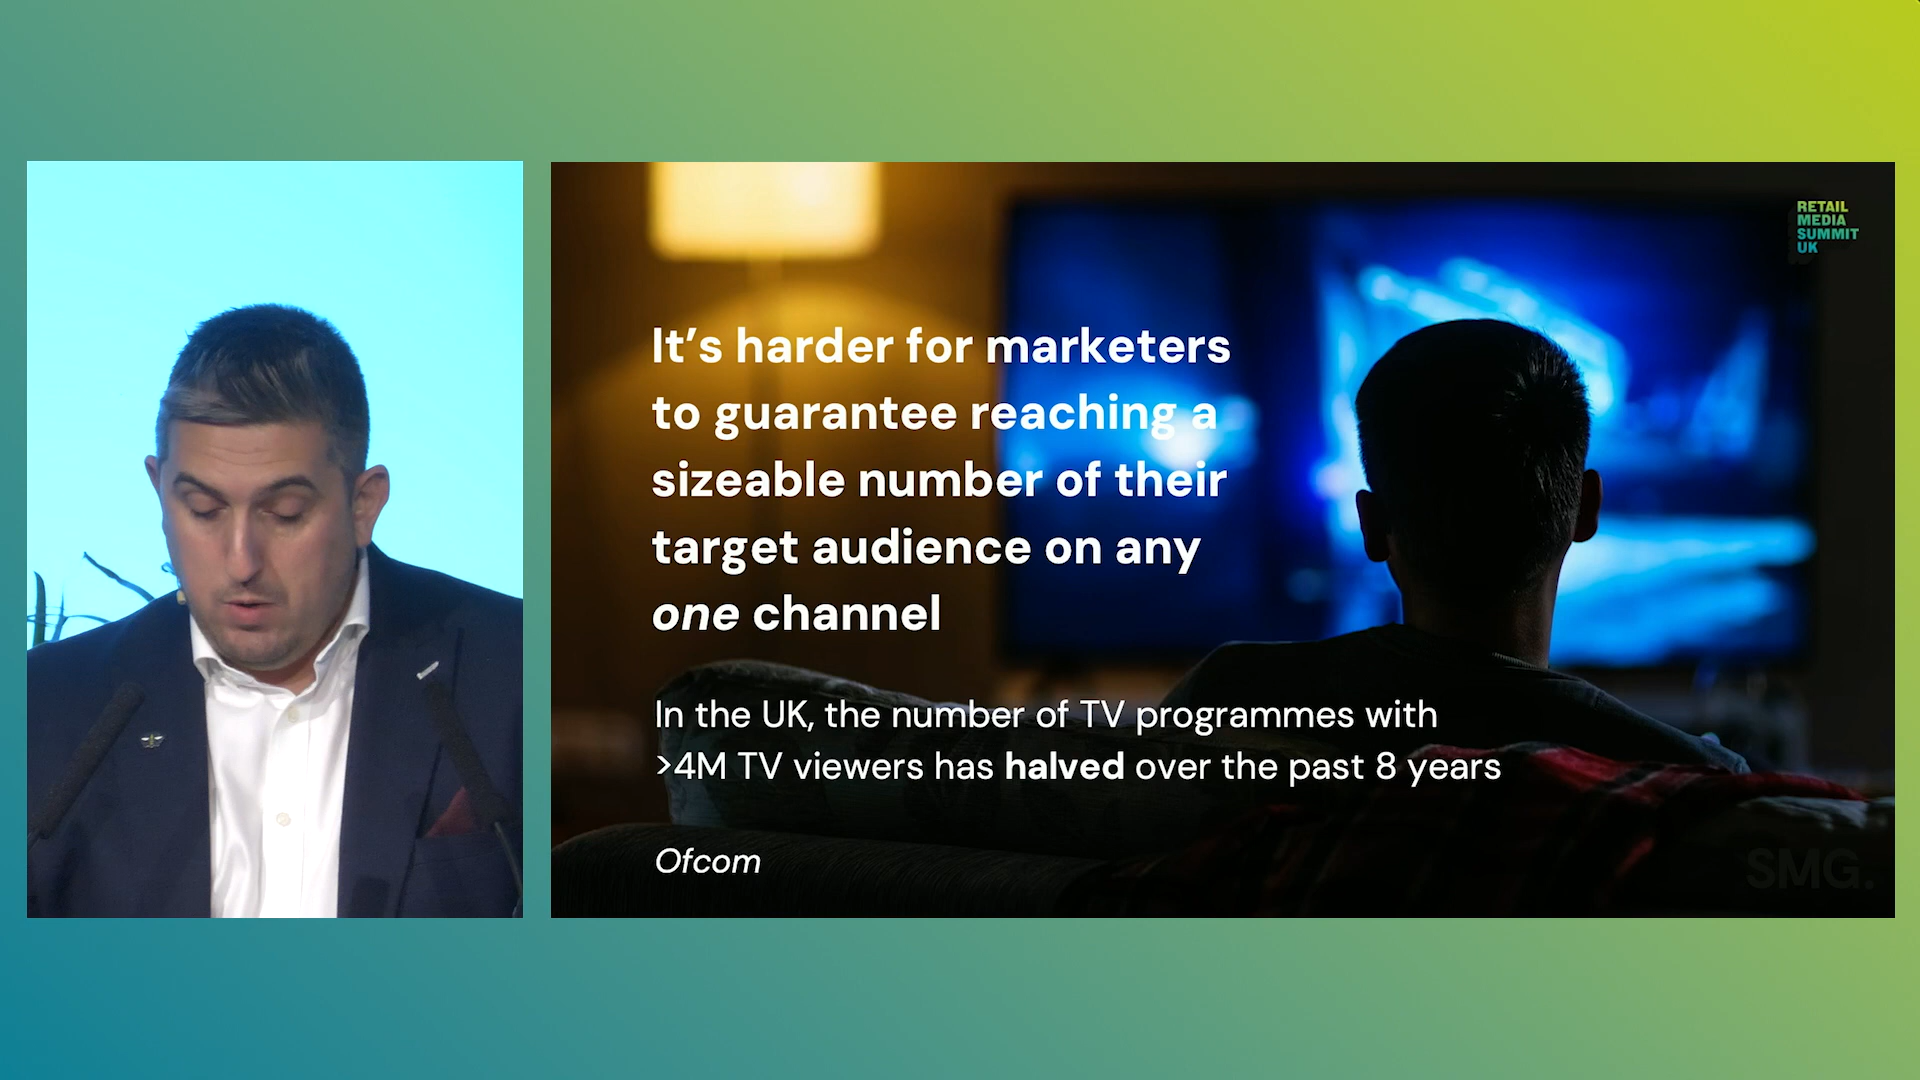 RETAIL
MEDIA
SUMMIT
UK
It's harder for marketers
to guarantee reaching a
sizeable number of their
target audience on any
one channel
In the UK, the number of TV programmes with
>4M TV viewers has halved over the past 8 years
Ofcom
SMG.